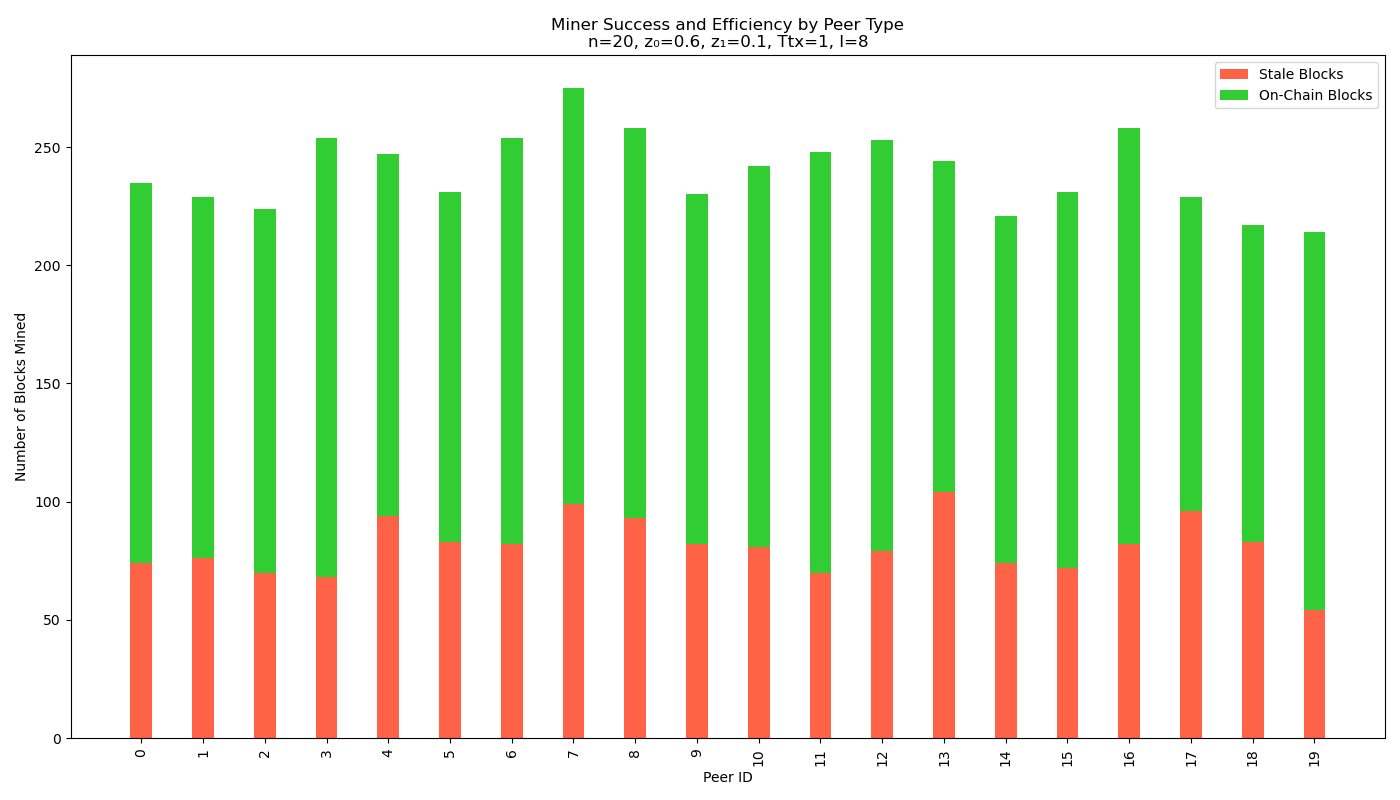 Miner Success and Efficiency by Peer Type
n=20, z₀=0.6, z₁=0.1, Ttx=1, I=8
Stale Blocks
On-Chain Blocks
Number of Blocks Mined
250
200
150
100
50
0
0 1 2 3 4 5 6 7 8 9 10 11 12 13 14 15 16 17 18 19
Peer ID